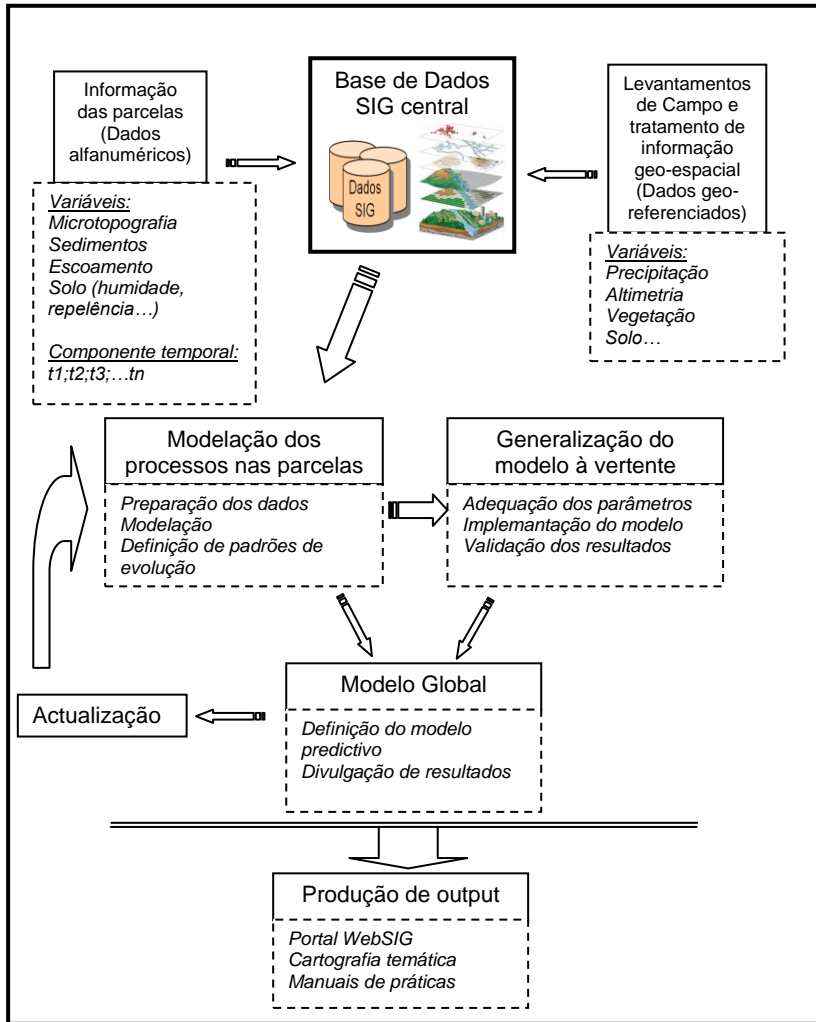 Informação
das parcelas
(Dados
alfanuméricos)
Variáveis:
Microtopografia
Sedimentos
Escoamento
Solo (humidade,
repelência…)
Componente temporal:
t1;t2;t3;…tn
Base de Dados
SIG central
Dados
SIG
Levantamentos
de Campo e
tratamento de
informação
geo-espacial
(Dados geo-
referenciados)
Variáveis:
Precipitação
Altimetria
Vegetação
Solo…
Modelação dos
processos nas parcelas
Preparação dos dados
Modelação
Definição de padrões de
evolução
Generalização do
modelo à vertente
Adequação dos parâmetros
Implemantação do modelo
Validação dos resultados
Modelo Global
Definição do modelo
predictivo
Divulgação de resultados
Actualização
Produção de output
Portal WebSIG
Cartografia temática
Manuais de práticas